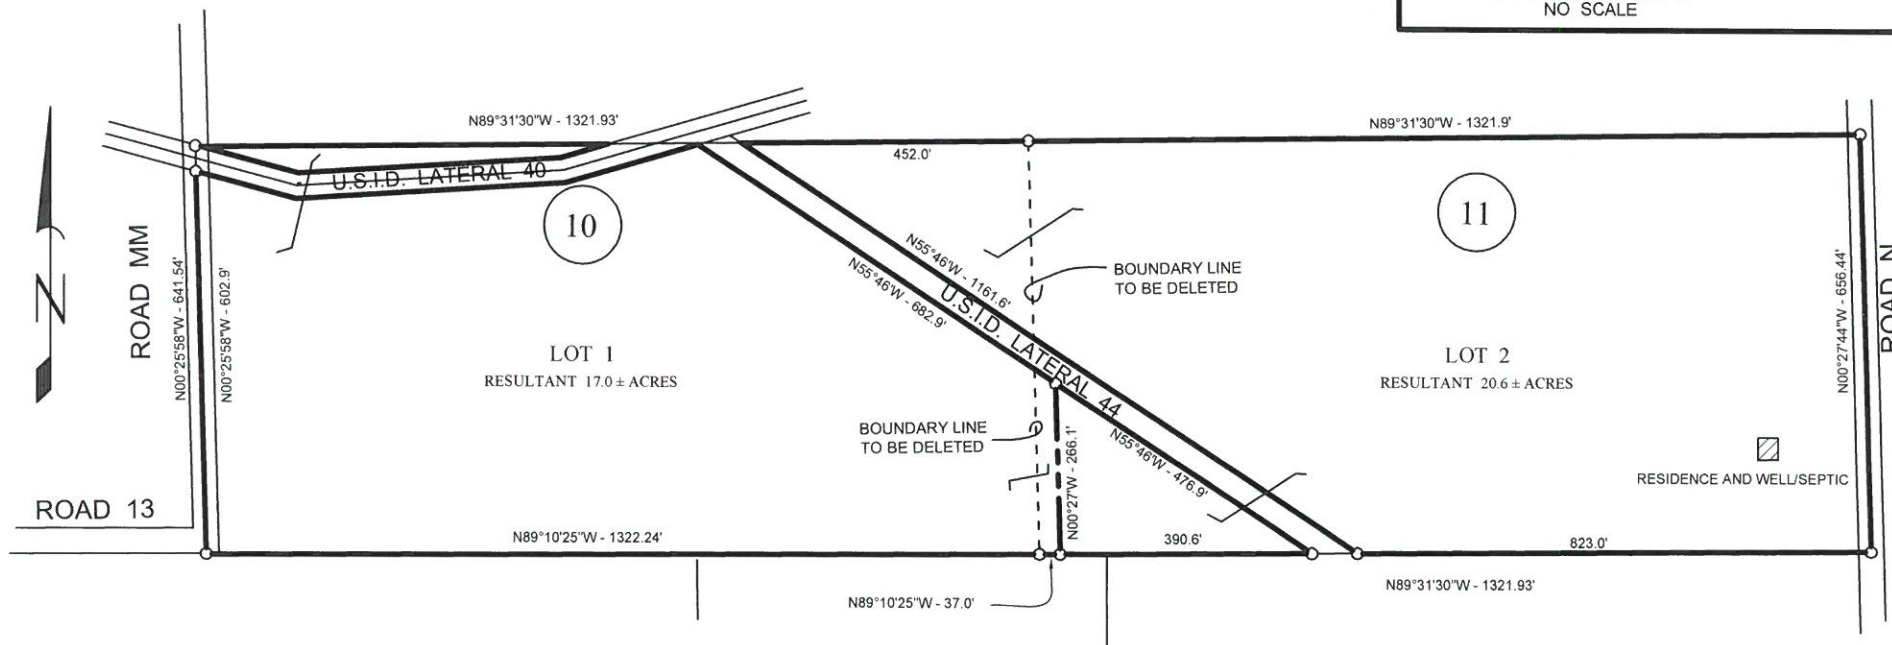 NO SCALE
N89°31'30"W - 1321.93'
N89°31'30"W - 1321.9'
452.0'
U.S.I.D. LATERAL 40
10
11
N
ROAD MM
N00°25'58"W - 641.54'
N00°25'58"W - 602.9'
N55°46'W - 1161.6'
N55°46'W - 682.9'
U.S.I.D. LATERAL 44
BOUNDARY LINE
TO BE DELETED
N00°27'44"W - 656.44'
ROAD N
LOT 1
RESULTANT 17.0 ± ACRES
LOT 2
RESULTANT 20.6 ± ACRES
BOUNDARY LINE
TO BE DELETED
N00°27'W - 266.1'
N55°46'W - 476.9'
RESIDENCE AND WELL/SEPTIC
ROAD 13
N89°10'25"W - 1322.24'
390.6'
823.0'
N89°31'30"W - 1321.93'
N89°10'25"W - 37.0'